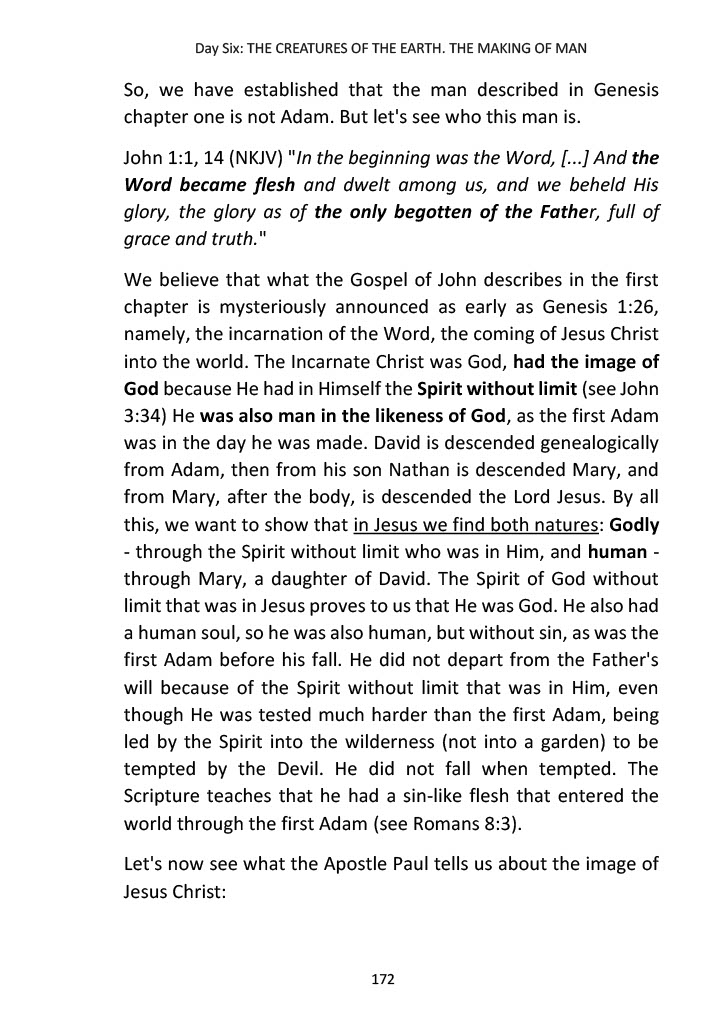 Day Six: THE CREATURES OF THE EARTH. THE MAKING OF MAN
So, we have established that the man described in Genesis
chapter one is not Adam. But let's see who this man is.
John 1:1, 14 (NKJV) "In the beginning was the Word, [...] And the
Word became flesh and dwelt among us, and we beheld His
glory, the glory as of the only begotten of the Father, full of
grace and truth."
We believe that what the Gospel of John describes in the first
chapter is mysteriously announced as early as Genesis 1:26,
namely, the incarnation of the Word, the coming of Jesus Christ
into the world. The Incarnate Christ was God, had the image of
God because He had in Himself the Spirit without limit (see John
3:34) He was also man in the likeness of God, as the first Adam
was in the day he was made. David is descended genealogically
from Adam, then from his son Nathan is descended Mary, and
from Mary, after the body, is descended the Lord Jesus. By all
this, we want to show that in Jesus we find both natures: Godly
- through the Spirit without limit who was in Him, and human -
through Mary, a daughter of David. The Spirit of God without
limit that was in Jesus proves to us that He was God. He also had
a human soul, so he was also human, but without sin, as was the
first Adam before his fall. He did not depart from the Father's
will because of the Spirit without limit that was in Him, even
though He was tested much harder than the first Adam, being
led by the Spirit into the wilderness (not into a garden) to be
tempted by the Devil. He did not fall when tempted. The
Scripture teaches that he had a sin-like flesh that entered the
world through the first Adam (see Romans 8:3).
Let's now see what the Apostle Paul tells us about the image of
Jesus Christ:
172